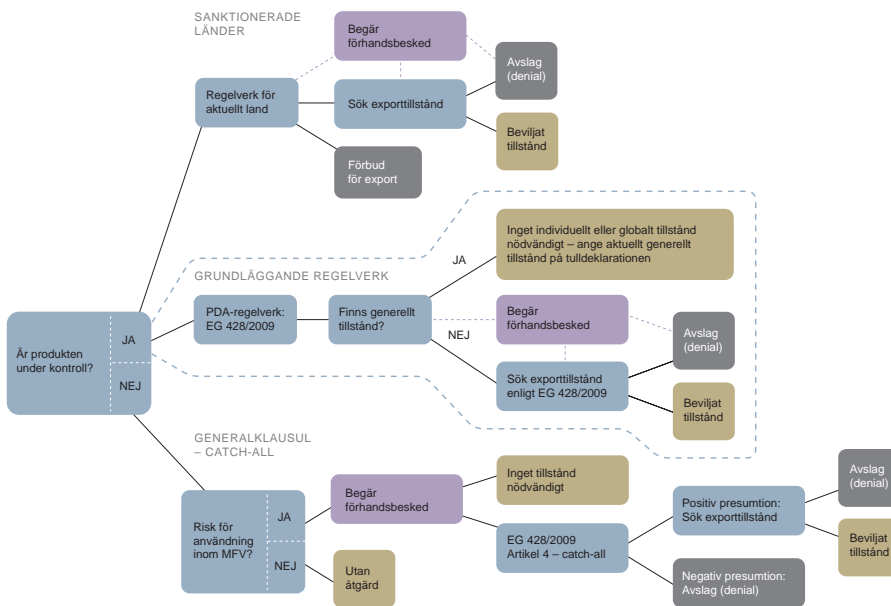 SANKTIONERADE
LÄNDER
Begär
förhandsbesked
Avslag
(denial)
Regelverk för
aktuellt land
Sök exporttillstånd
Beviljat
tillstånd
Förbud
för export
GRUNDLÄGGANDE REGELVERK
JA
Inget individuellt eller globalt tillstånd
nödvändigt – ange aktuellt generellt
tillstånd på tulldeklarationen
PDA-regelverk:
EG 428/2009
Finns generellt
tillstånd?
NEJ
Begär
förhandsbesked
Avslag
(denial)
Sök exporttillstånd
enligt EG 428/2009
Beviljat
tillstånd
Är produkten
under kontroll?
JA
NEJ
GENERALKLAUSUL
– CATCH-ALL
Risk för
användning
inom MFV?
JA
NEJ
Begär
förhandsbesked
Utan
åtgärd
Inget tillstånd
nödvändigt
EG 428/2009
Artikel 4 – catch-all
Positiv presumtion:
Sök exporttillstånd
Avslag
(denial)
Beviljat
tillstånd
Negativ presumtion:
Avslag (denial)